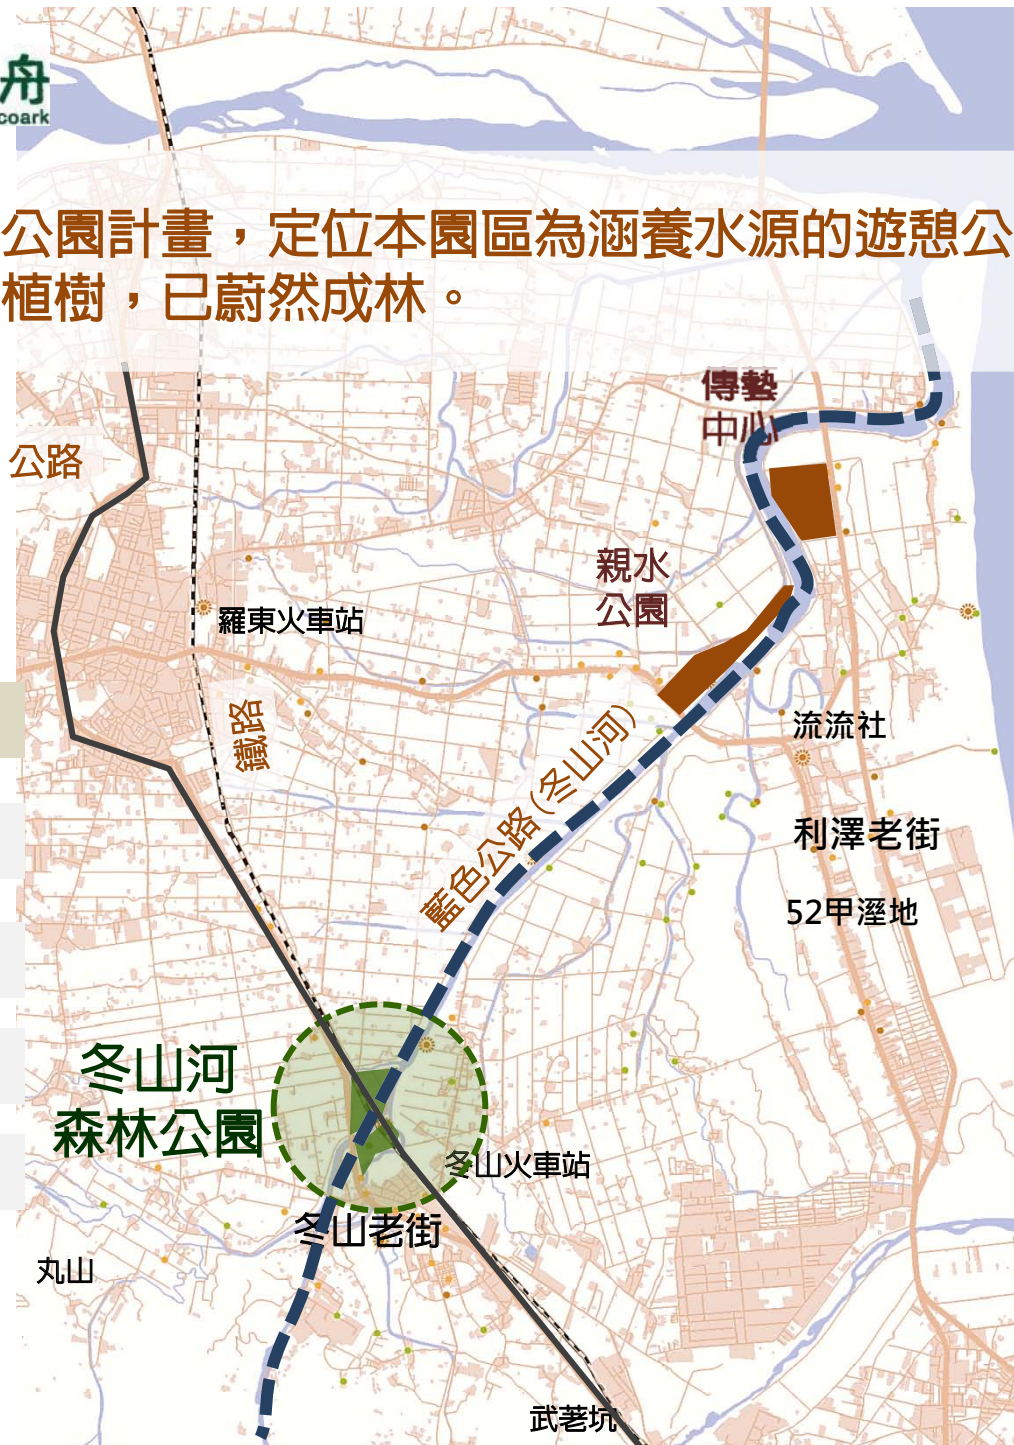 舟
coark
公園計畫，定位本園區為涵養水源的遊憩公
植樹，已蔚然成林。
傳藝
中心
公路
親水
公園
羅東火車站
鐵路
藍色公路(冬山河)
流流社
利澤老街
52甲溼地
冬山河
森林公園
冬山火車站
冬山老街
丸山
武荖坑